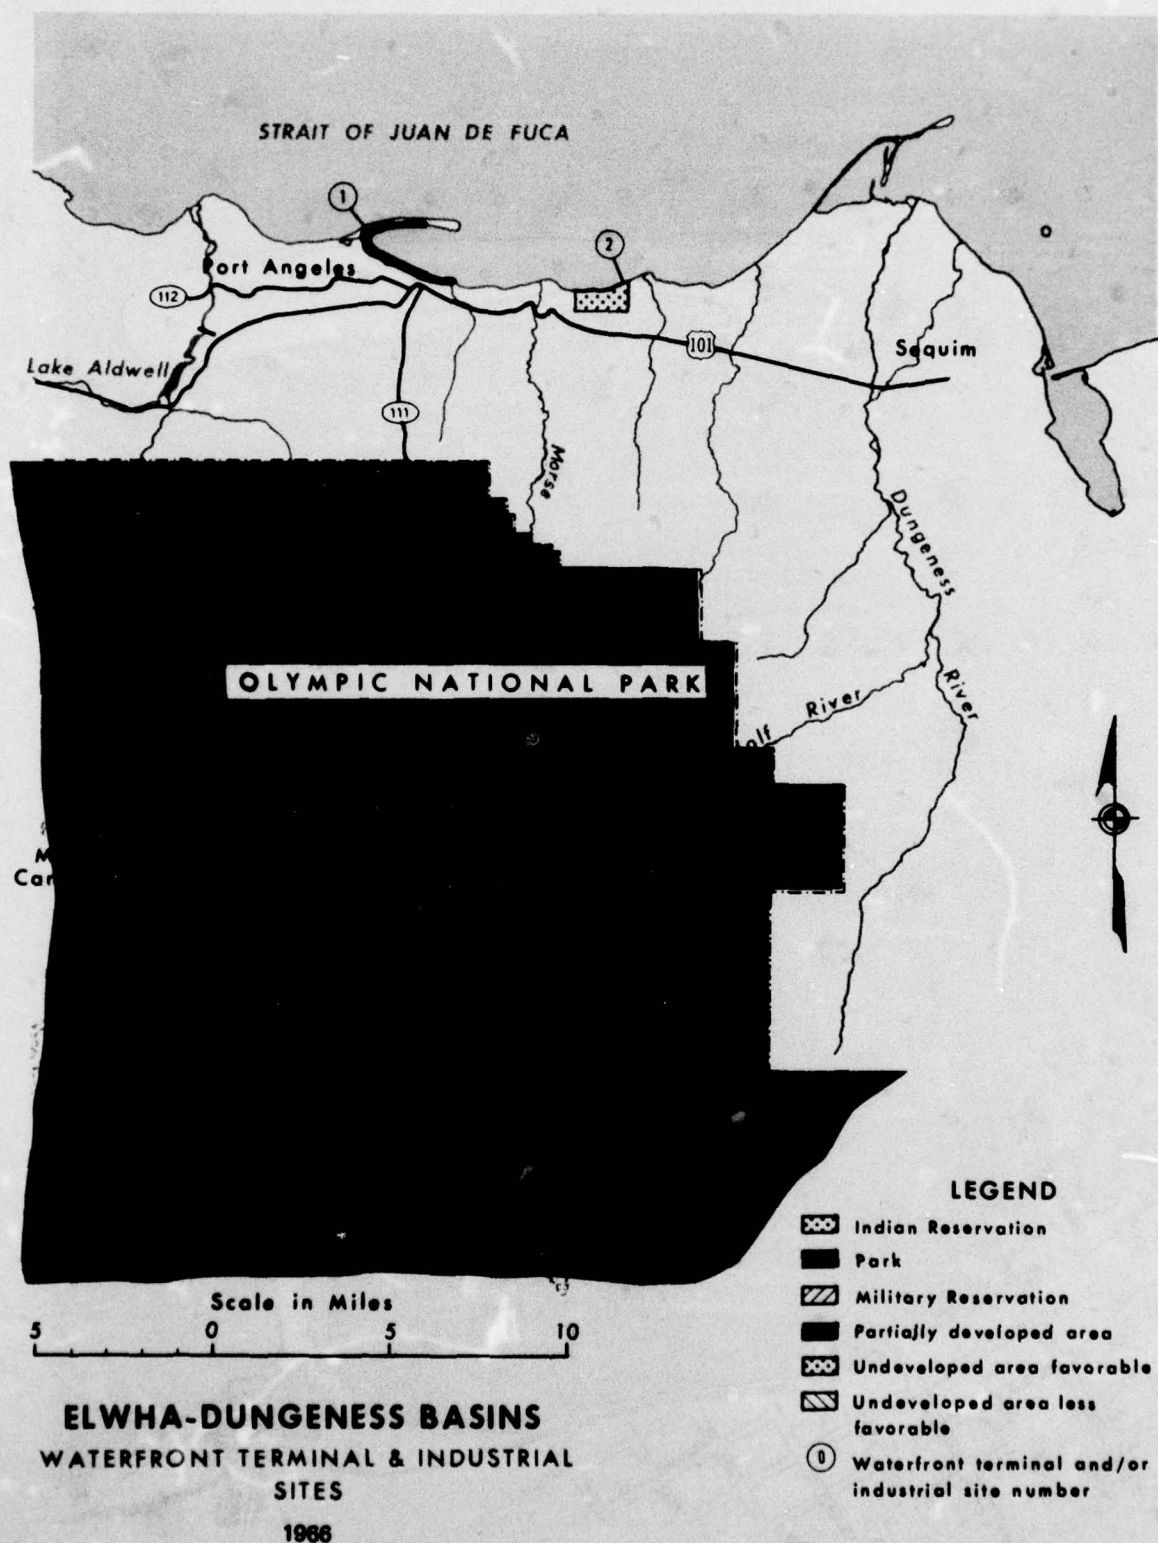 STRAIT OF JUAN DE FUCA
1
2
Port Angeles
112
101
Sequim
Lake Aldwell
111
Morse
Dungeness
River
OLYMPIC NATIONAL PARK
River
Scale in Miles
5 0 5 10
ELWHA-DUNGENESS BASINS
WATERFRONT TERMINAL & INDUSTRIAL
SITES
1966
LEGEND
Indian Reservation
Park
Military Reservation
Partially developed area
Undeveloped area favorable
Undeveloped area less
favorable
0 Waterfront terminal and/or
industrial site number